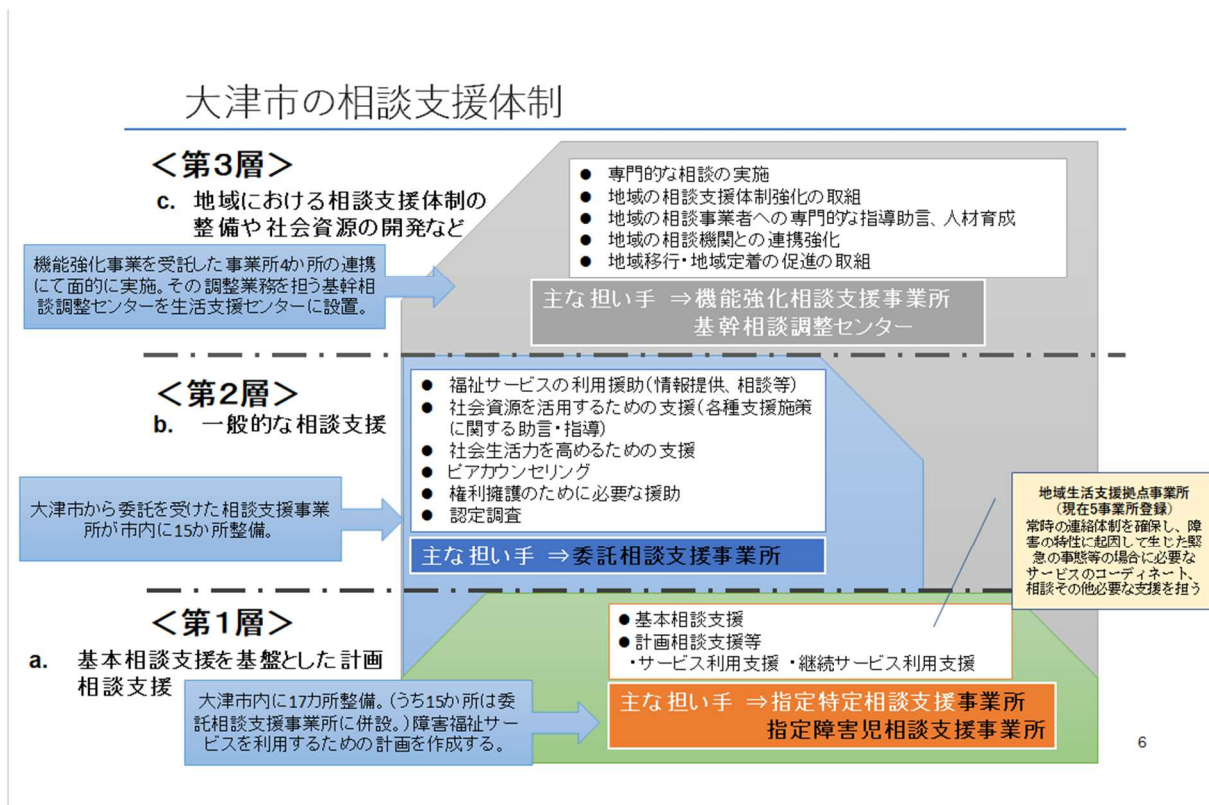 大津市の相談支援体制
＜第3層＞
c. 地域における相談支援体制の
整備や社会資源の開発など
機能強化事業を受託した事業所4か所の連携
にて面的に実施。その調整業務を担う基幹相
談調整センターを生活支援センターに設置。
● 専門的な相談の実施
● 地域の相談支援体制強化の取組
● 地域の相談事業者への専門的な指導助言、人材育成
● 地域の相談機関との連携強化
● 地域移行・地域定着の促進の取組
主な担い手 ⇒機能強化相談支援事業所
基幹相談調整センター
＜第2層＞
b. 一般的な相談支援
大津市から委託を受けた相談支援事業
所が市内に15か所整備。
● 福祉サービスの利用援助(情報提供、相談等)
● 社会資源を活用するための支援(各種支援施策
に関する助言・指導)
● 社会生活力を高めるための支援
● ピアカウンセリング
● 権利擁護のために必要な援助
● 認定調査
主な担い手 ⇒委託相談支援事業所
地域生活支援拠点事業所
(現在5事業所登録)
常時の連絡体制を確保し、障
害の特性に起因して生じた緊
急の事態等の場合に必要な
サービスのコーディネート、
相談その他必要な支援を担う
＜第1層＞
a. 基本相談支援を基盤とした計画
相談支援
大津市内に17カ所整備。(うち15か所は委
託相談支援事業所に併設。)障害福祉サー
ビスを利用するための計画を作成する。
●基本相談支援
●計画相談支援等
・サービス利用支援 ・継続サービス利用支援
主な担い手 ⇒指定特定相談支援事業所
指定障害児相談支援事業所
6